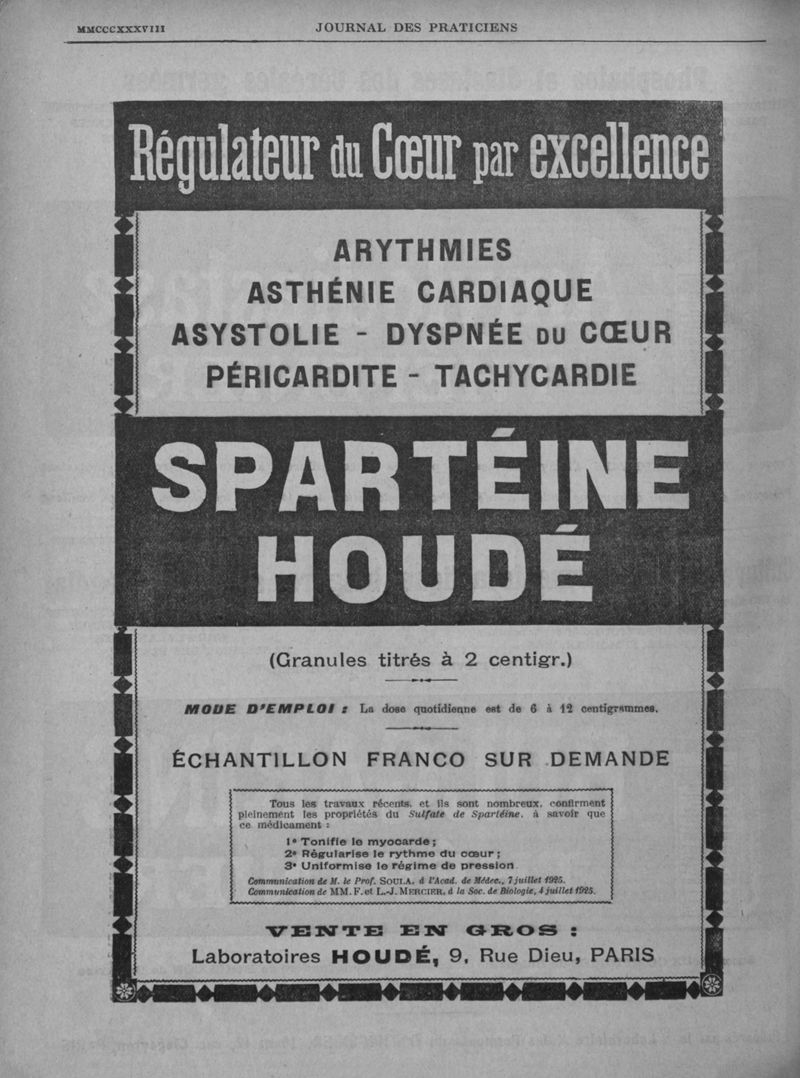 MMCCCXXXVIII
JOURNAL DES PRATICIENS
Régulateur du Cœur par excellence
ARYTHMIES
ASTHÉNIE CARDIAQUE
ASYSTOLIE - DYSPNÉE DU CŒUR
PÉRICARDITE - TACHYCARDIE
SPARTÉINE
HOUDÉ
(Granules titrés à 2 centigr.)
MODE D'EMPLOI : La dose quotidienne est de 6 à 12 centigrammes.
ÉCHANTILLON FRANCO SUR DEMANDE
Tous les travaux récents, et ils sont nombreux, confirment
pleinement les propriétés du Sulfate de Spartéine, à savoir que
ce médicament :
1° Tonifie le myocarde ;
2° Régularise le rythme du cœur ;
3° Uniformise le régime de pression
Communication de M. le Prof. SOULA, à l'Acad. de Médec., 7 juillet 1925.
Communication de MM. F. et L.-J. MERCIER, à la Soc. de Biologie, 4 juillet 1925.
VENTE EN GROS :
Laboratoires HOUDÉ, 9, Rue Dieu, PARIS